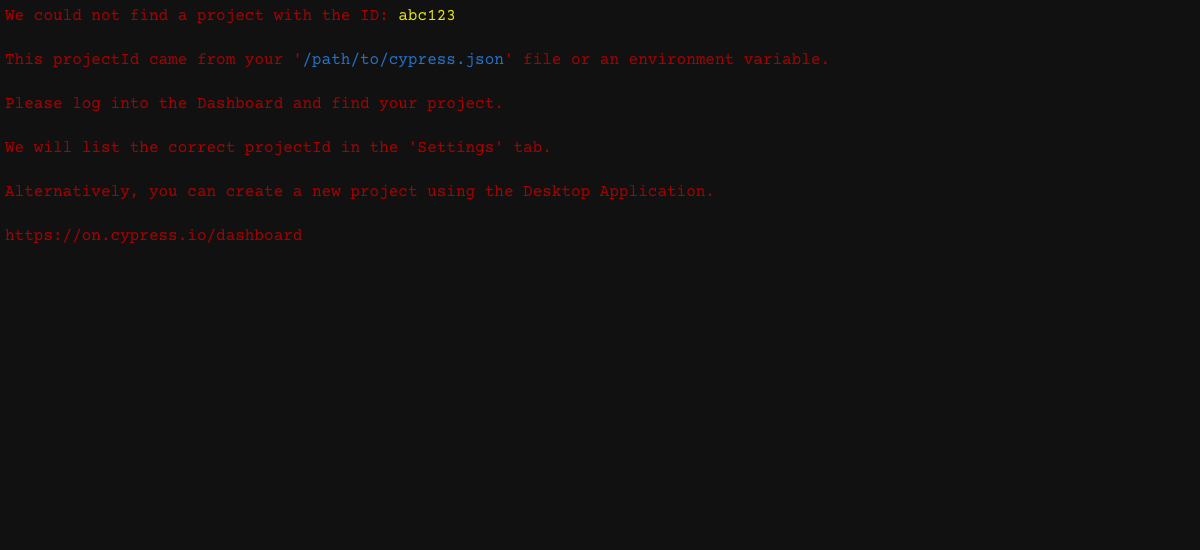 We could not find a project with the ID: abc123
This projectId came from your '/path/to/cypress.json' file or an environment variable.
Please log into the Dashboard and find your project.
We will list the correct projectId in the 'Settings' tab.
Alternatively, you can create a new project using the Desktop Application.
https://on.cypress.io/dashboard